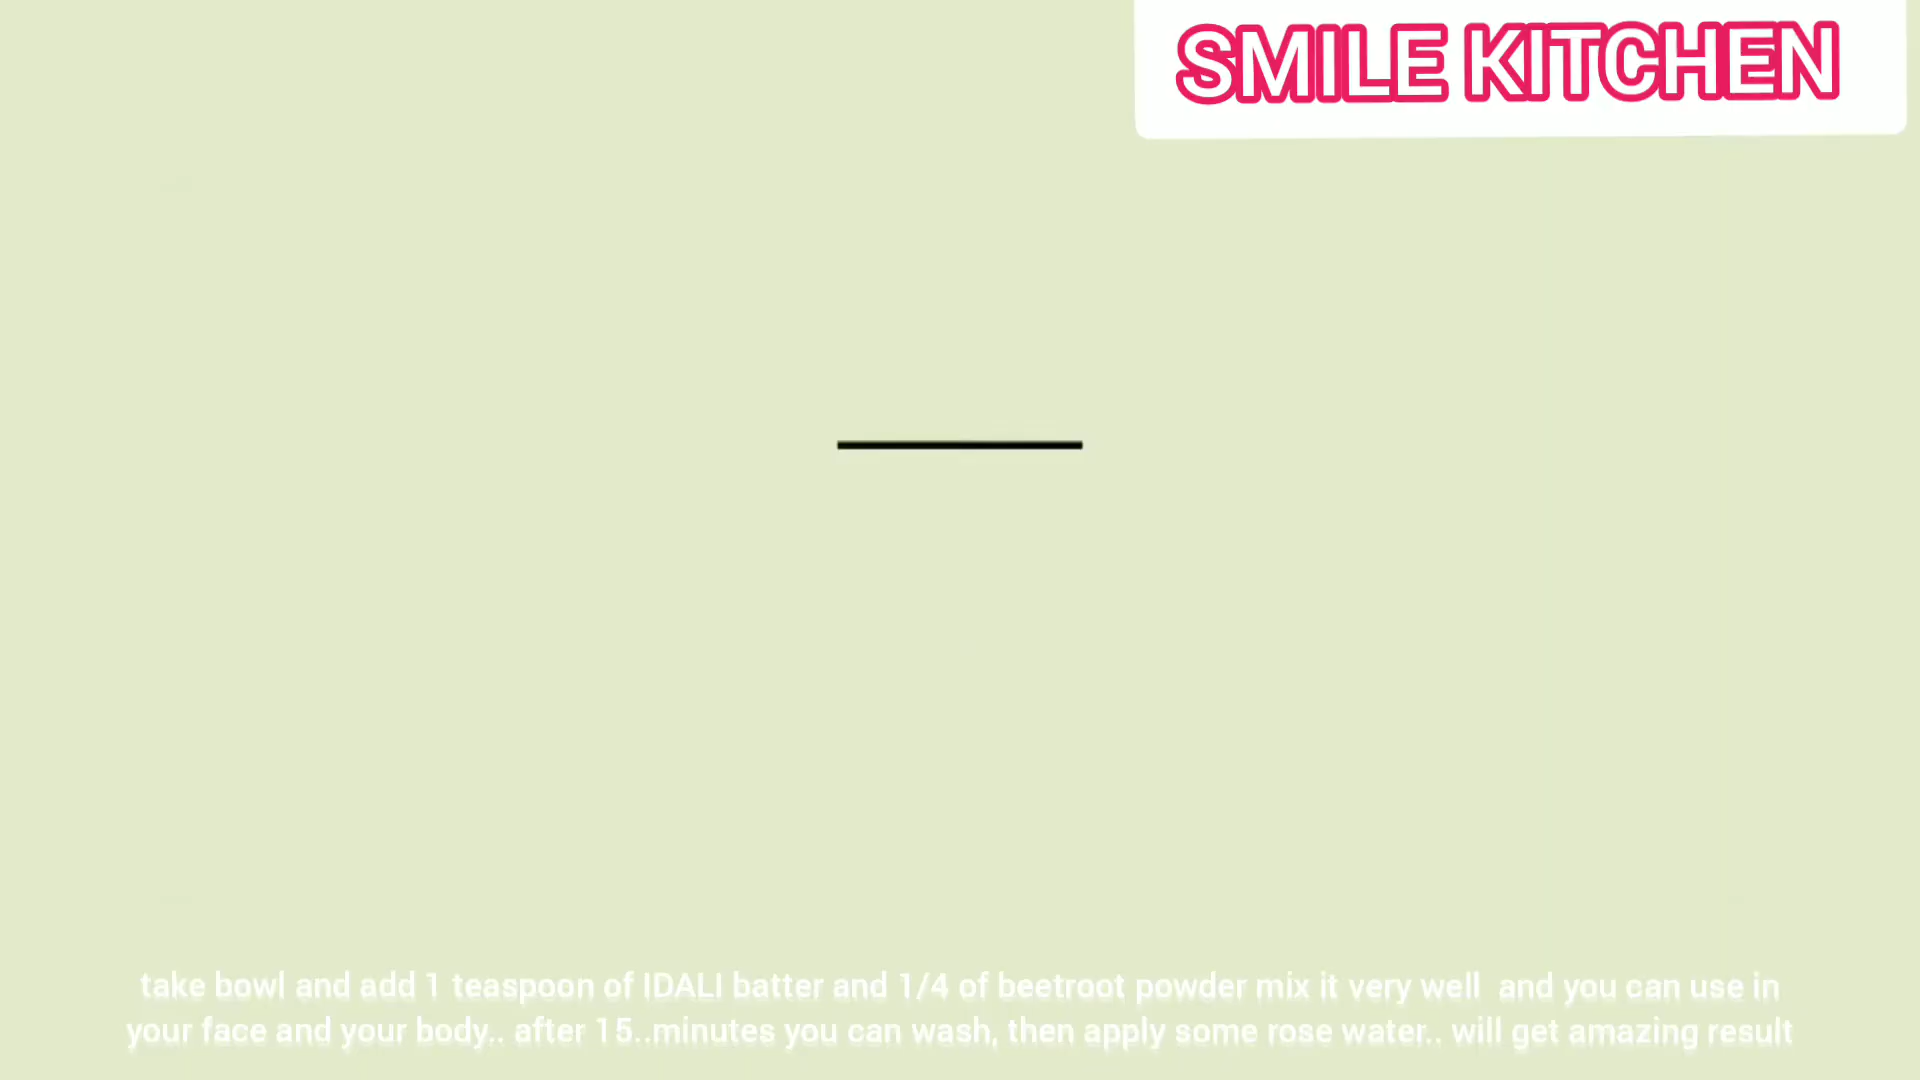 SMILE KITCHEN
take bowl and add 1 teaspoon of IDALI batter and 1/4 of beetroot powder mix it very well  and you can use in
your face and your body.. after 15..minutes you can wash, then apply some rose water.. will get amazing result